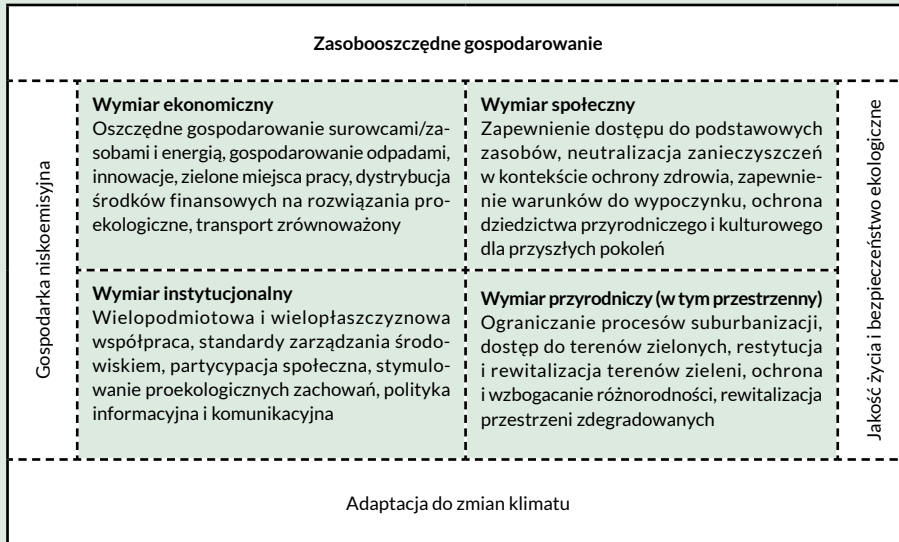 Zasobooszczędne gospodarowanie
Gospodarka niskoemisyjna
Wymiar ekonomiczny
Oszczędne gospodarowanie surowcami/za-
sobami i energią, gospodarowanie odpadami,
innowacje, zielone miejsca pracy, dystrybucja
środków finansowych na rozwiązania pro-
ekologiczne, transport zrównoważony
Wymiar społeczny
Zapewnienie dostępu do podstawowych
zasobów, neutralizacja zanieczyszczeń
w kontekście ochrony zdrowia, zapewnie-
nie warunków do wypoczynku, ochrona
dziedzictwa przyrodniczego i kulturowego
dla przyszłych pokoleń
Wymiar instytucjonalny
Wielopodmiotowa i wielopłaszczyznowa
współpraca, standardy zarządzania środo-
wiskiem, partycypacja społeczna, stymulo-
wanie proekologicznych zachowań, polityka
informacyjna i komunikacyjna
Wymiar przyrodniczy (w tym przestrzenny)
Ograniczanie procesów suburbanizacji,
dostęp do terenów zielonych, restytucja
i rewitalizacja terenów zieleni, ochrona
i wzbogacanie różnorodności, rewitalizacja
przestrzeni zdegradowanych
Jakość życia i bezpieczeństwo ekologiczne
Adaptacja do zmian klimatu